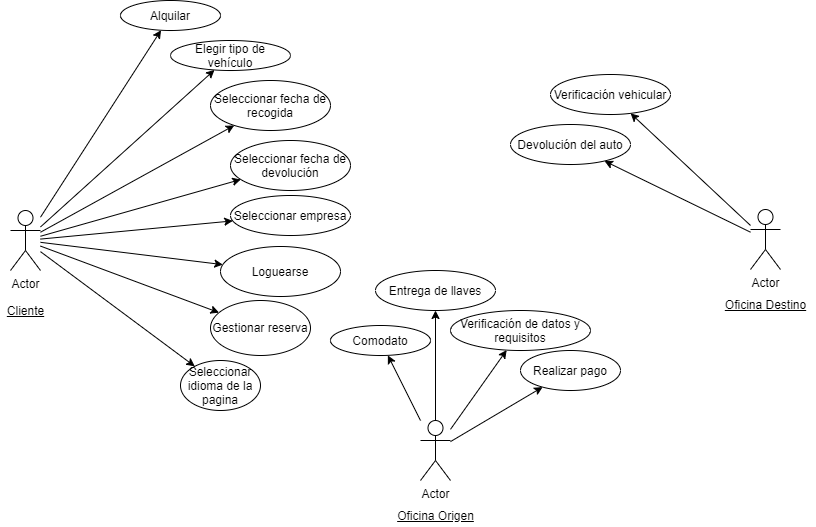 Alquilar
Elegir tipo de
vehículo
Seleccionar fecha de
recogida
Seleccionar fecha de
devolución
Seleccionar empresa
Loguearse
Gestionar reserva
Seleccionar
idioma de la
pagina
Actor
Cliente
Entrega de llaves
Comodato
Verificación de datos y
requisitos
Realizar pago
Actor
Oficina Origen
Verificación vehicular
Devolución del auto
Actor
Oficina Destino